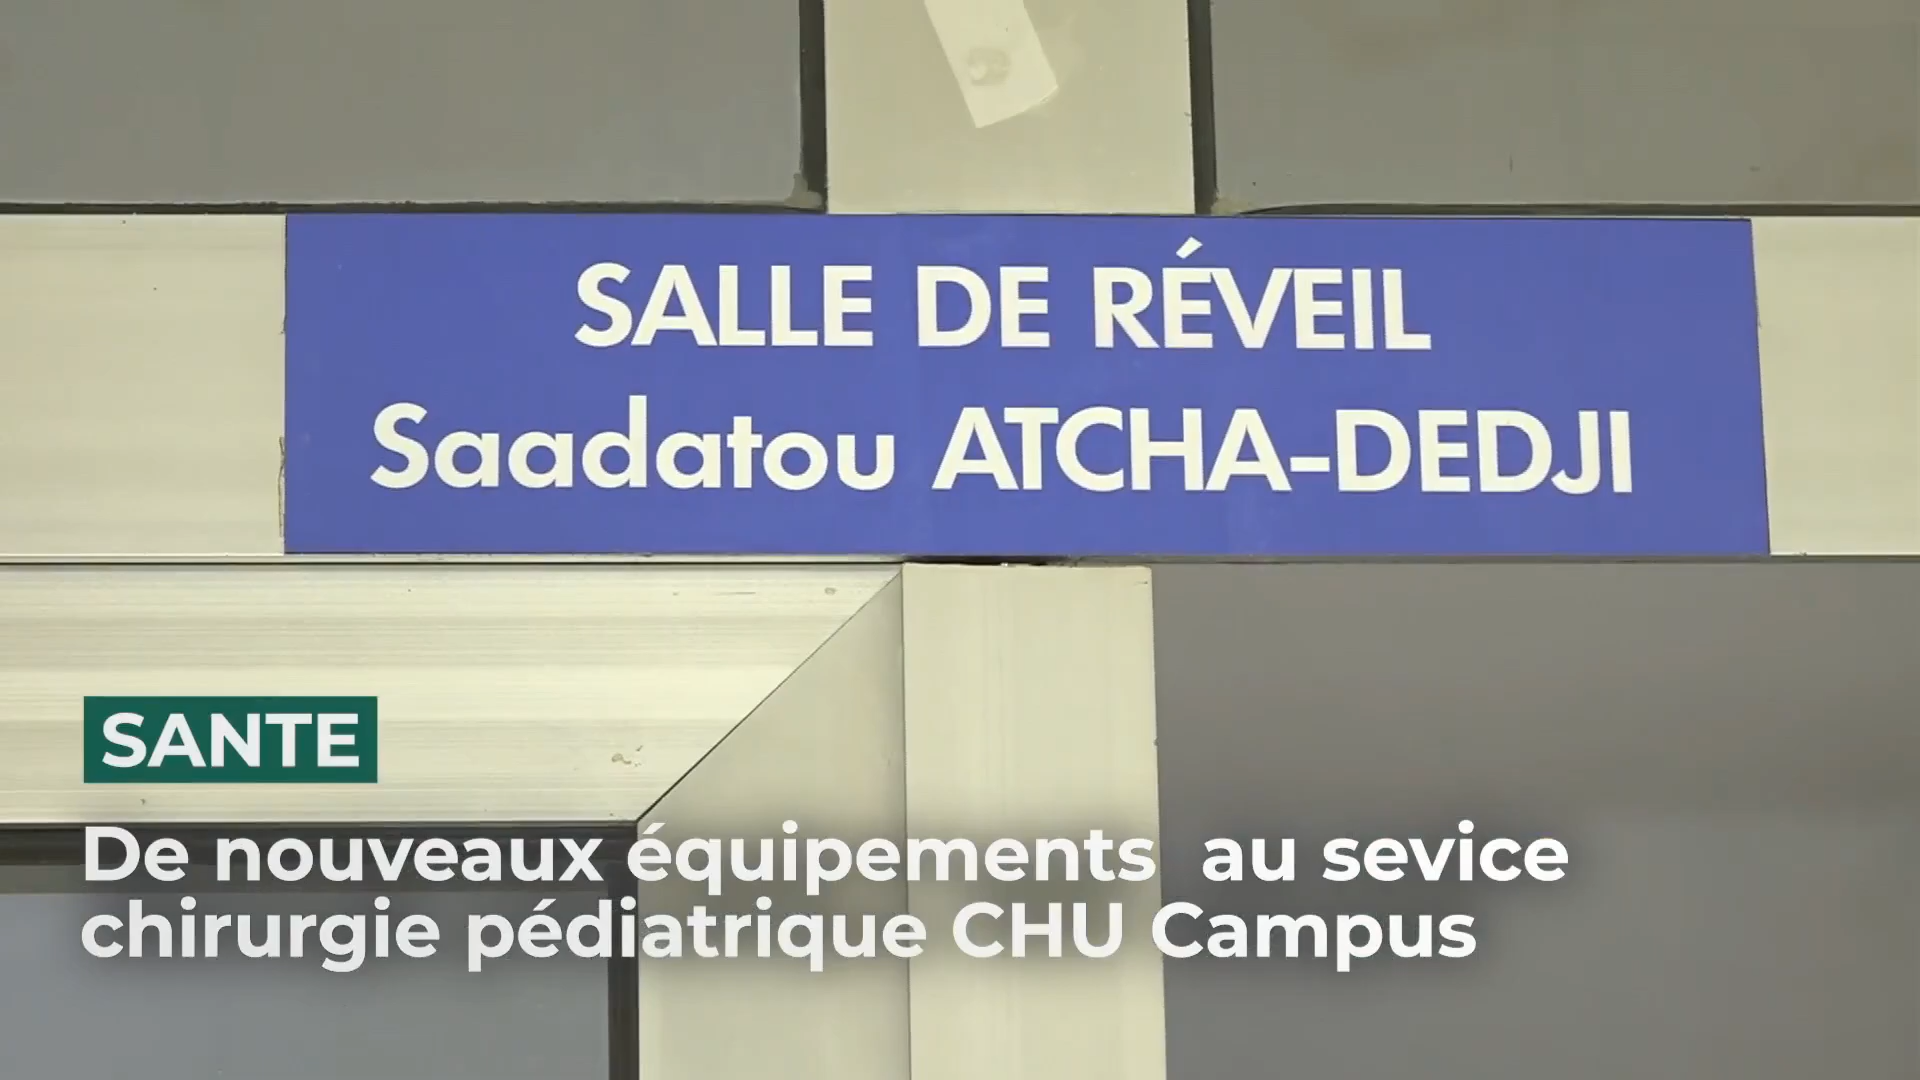 SALLE DE RÉVEIL
Saadatou ATCHA-DEDJI
SANTE
De nouveaux équipements au sevice
chirurgie pédiatrique CHU Campus